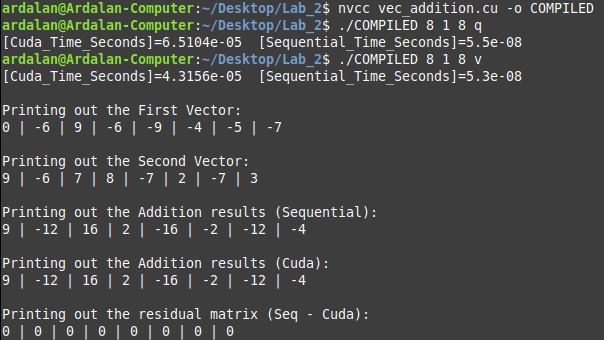 ardalan@Ardalan-Computer:~/Desktop/Lab_2$ nvcc vec_addition.cu -o COMPILED
ardalan@Ardalan-Computer:~/Desktop/Lab_2$ ./COMPILED 8 1 8 q
[Cuda_Time_Seconds]=6.5104e-05  [Sequential_Time_Seconds]=5.5e-08
ardalan@Ardalan-Computer:~/Desktop/Lab_2$ ./COMPILED 8 1 8 v
[Cuda_Time_Seconds]=4.3156e-05  [Sequential_Time_Seconds]=5.3e-08
Printing out the First Vector:
0 | -6 | 9 | -6 | -9 | -4 | -5 | -7
Printing out the Second Vector:
9 | -6 | 7 | 8 | -7 | 2 | -7 | 3
Printing out the Addition results (Sequential):
9 | -12 | 16 | 2 | -16 | -2 | -12 | -4
Printing out the Addition results (Cuda):
9 | -12 | 16 | 2 | -16 | -2 | -12 | -4
Printing out the residual matrix (Seq - Cuda):
0 | 0 | 0 | 0 | 0 | 0 | 0 | 0